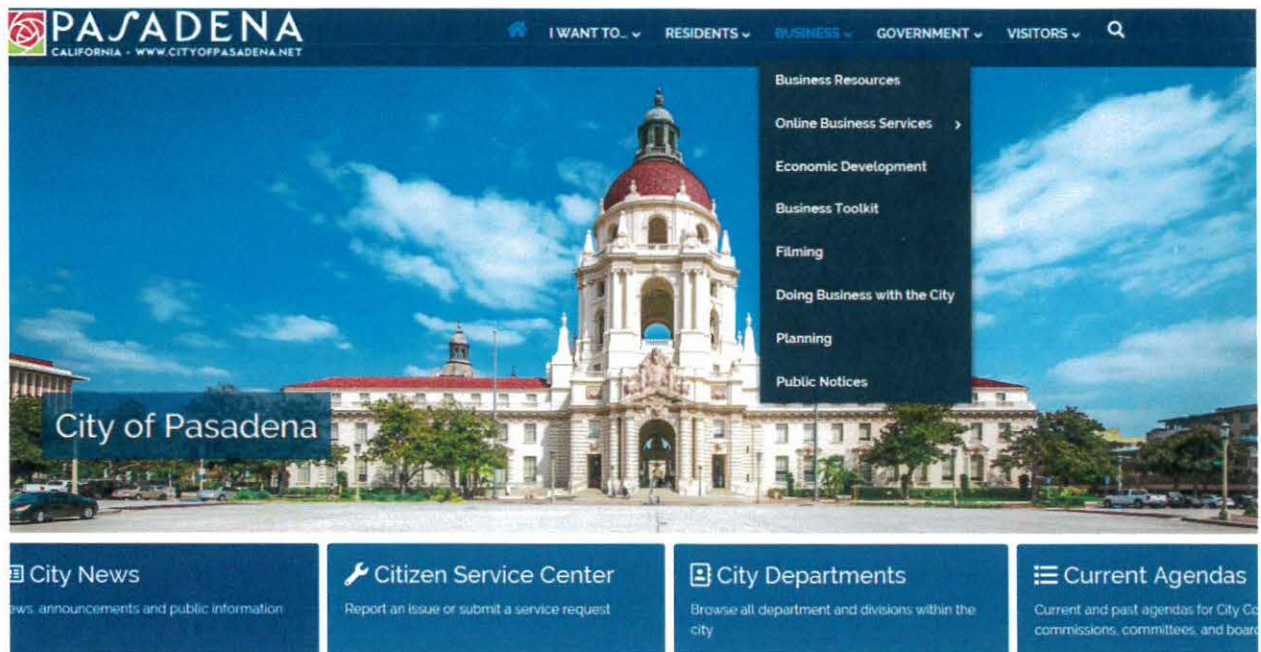 PASADENA
CALIFORNIA - WWW.CITYOFPASADENA.NET
I WANT TO... RESIDENTS BUSINESS GOVERNMENT VISITORS
Business Resources
Online Business Services >
Economic Development
Business Toolkit
Filming
Doing Business with the City
Planning
Public Notices
City of Pasadena
City News
ews, announcements and public information
Citizen Service Center
Report an issue or submit a service request
City Departments
Browse all department and divisions within the
city
Current Agendas
Current and past agendas for City Co
commissions, committees, and board